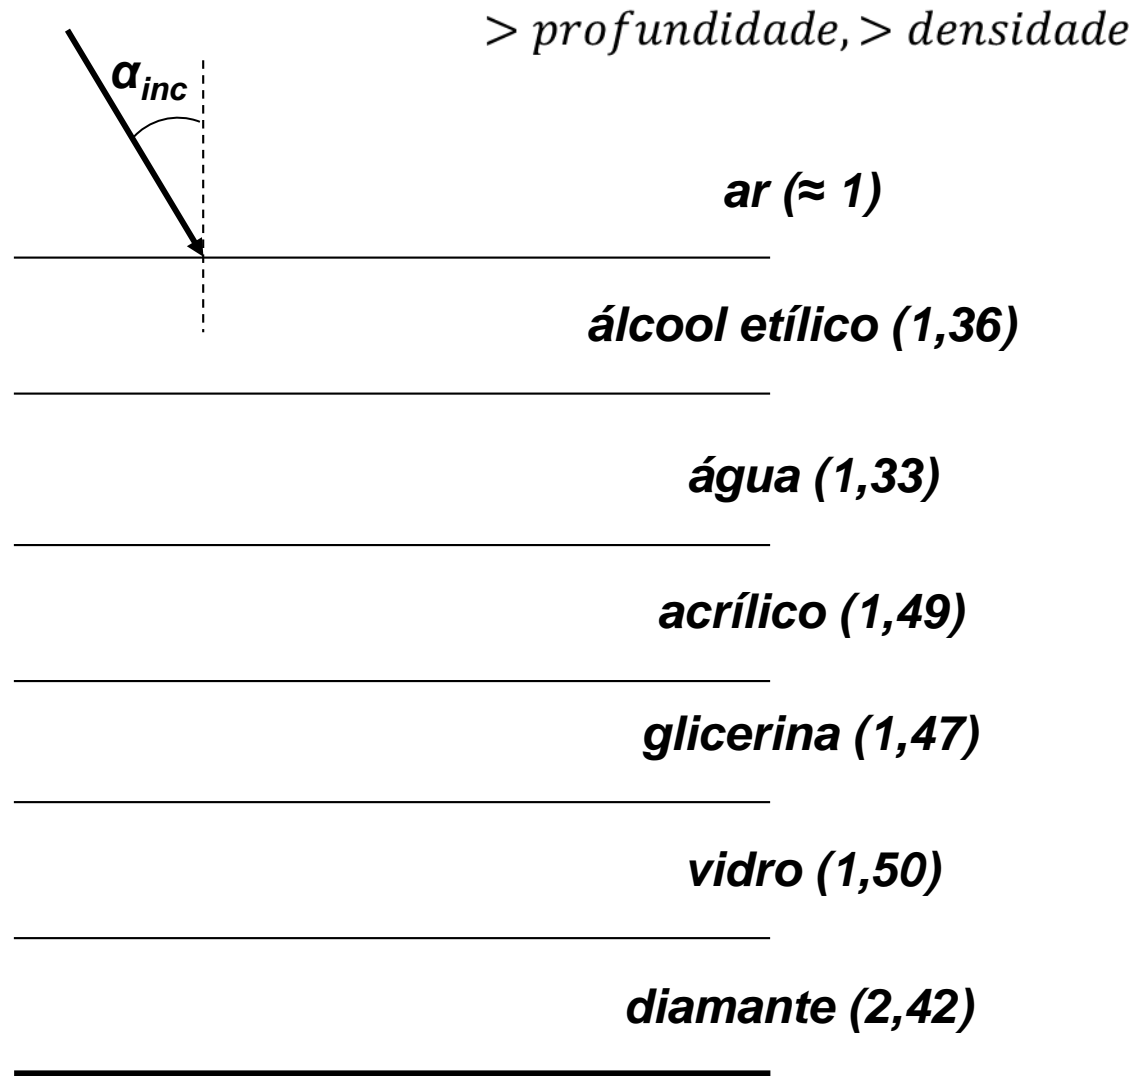 > profundidade, > densidade
αinc
ar (≈ 1)
álcool etílico (1,36)
água (1,33)
acrílico (1,49)
glicerina (1,47)
vidro (1,50)
diamante (2,42)